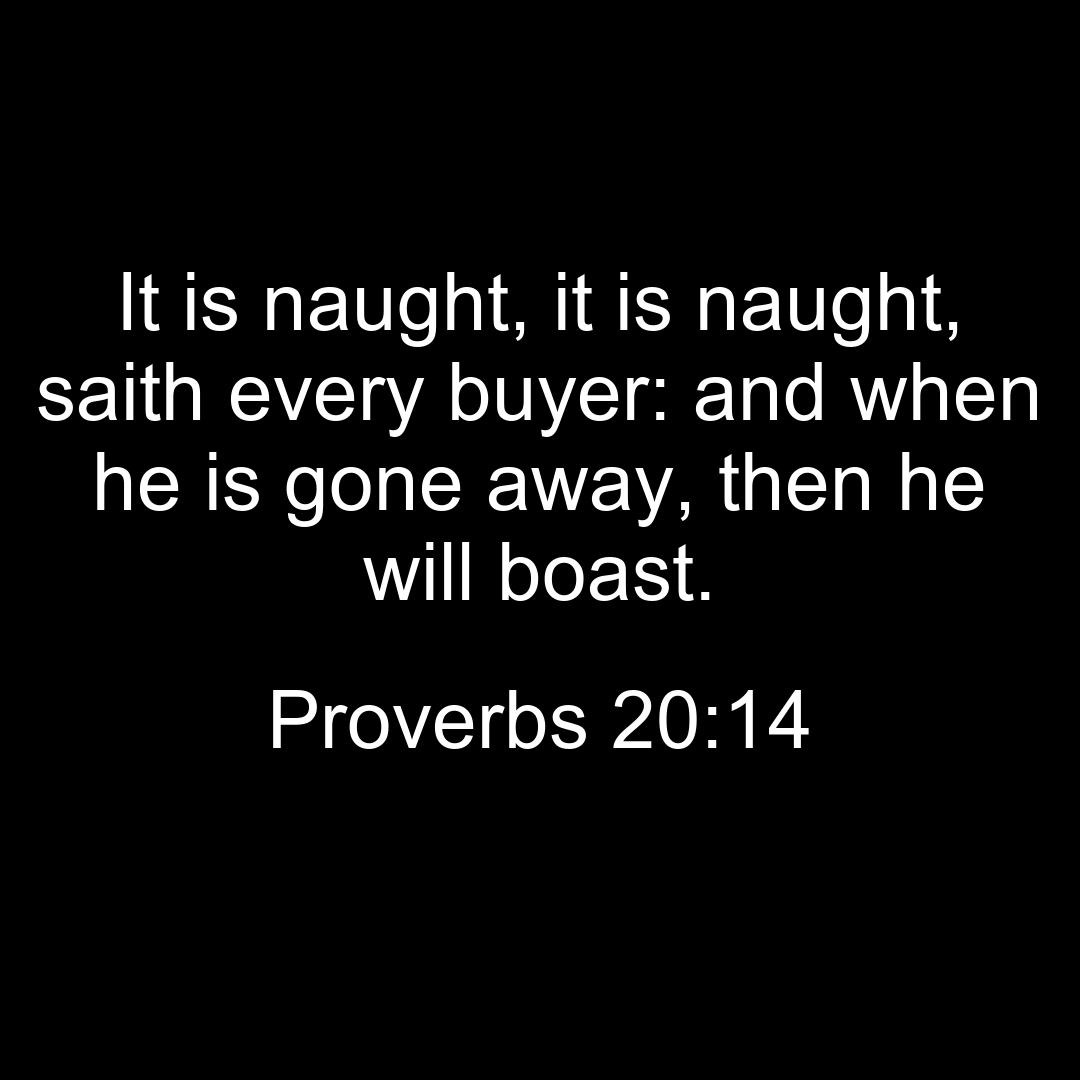 It is naught, it is naught,
saith every buyer: and when
he is gone away, then he
will boast.
Proverbs 20:14